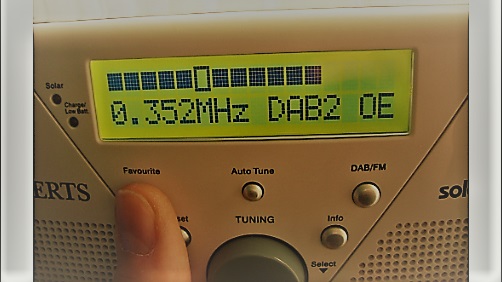 Solar
Charge/
Low Batt.
0.352MHz DAB2 OE
Favourite
Auto Tune
DAB/FM
ERTS
sol
set
TUNING
Info
Select